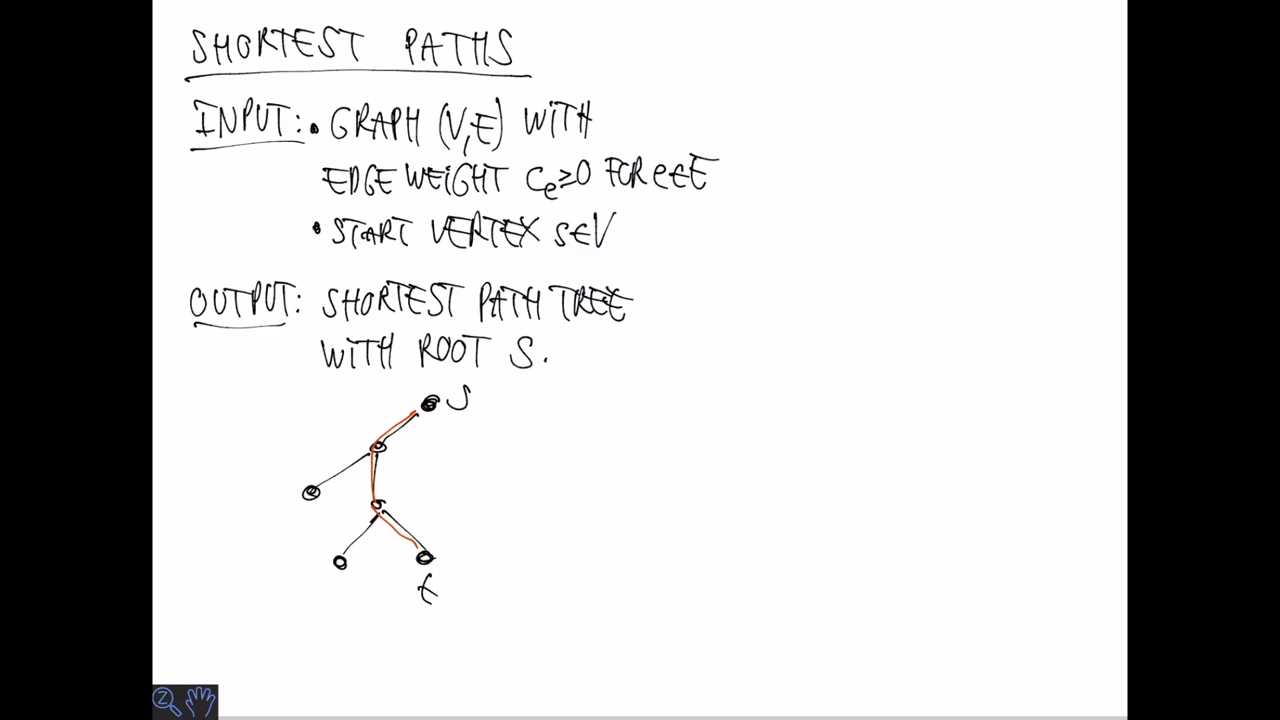 SHORTEST PATHS
INPUT: • GRAPH (V,E) WITH
EDGE WEIGHT Ce≥0 FOR e∈E
• START VERTEX S∈V
OUTPUT: SHORTEST PATH TREE
WITH ROOT S.
S
t
Z